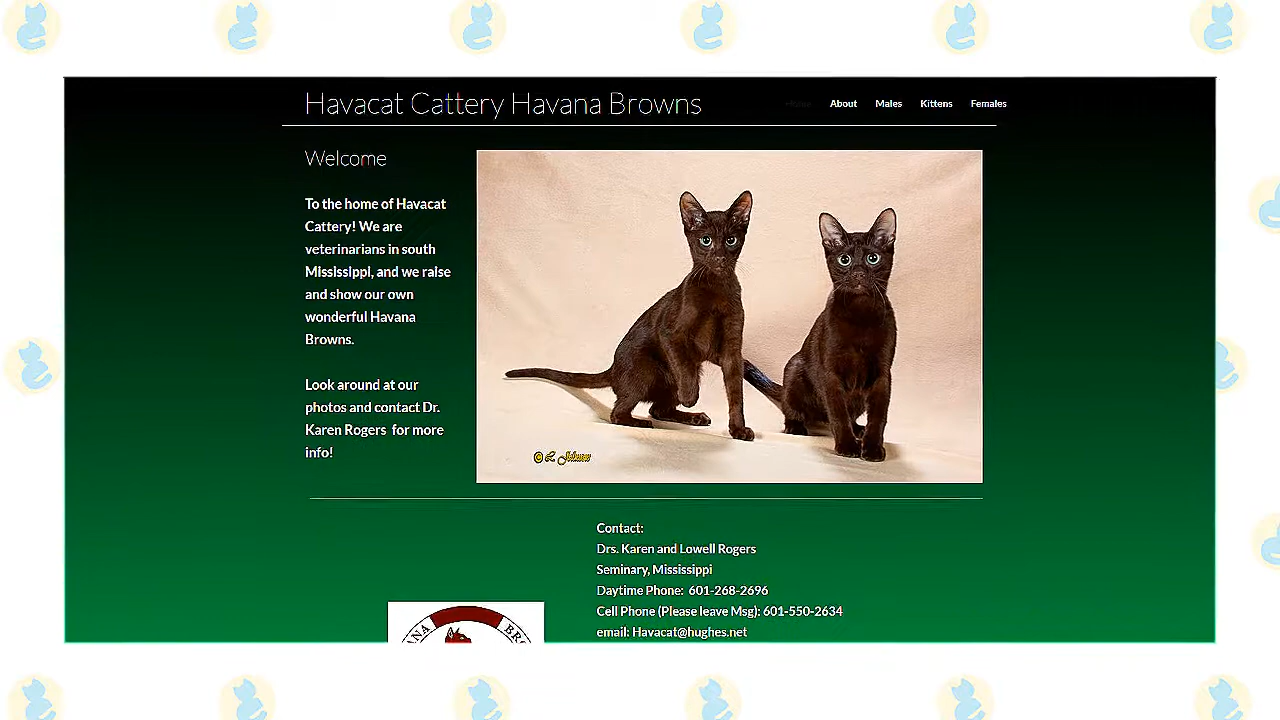 Havacat Cattery Havana Browns
Home About Males Kittens Females
Welcome
To the home of Havacat
Cattery! We are
veterinarians in south
Mississippi, and we raise
and show our own
wonderful Havana
Browns.
Look around at our
photos and contact Dr.
Karen Rogers for more
info!
© L Johnson
Contact:
Drs. Karen and Lowell Rogers
Seminary, Mississippi
Daytime Phone: 601-268-2696
Cell Phone (Please leave Msg): 601-550-2634
email: Havacat@hughes.net